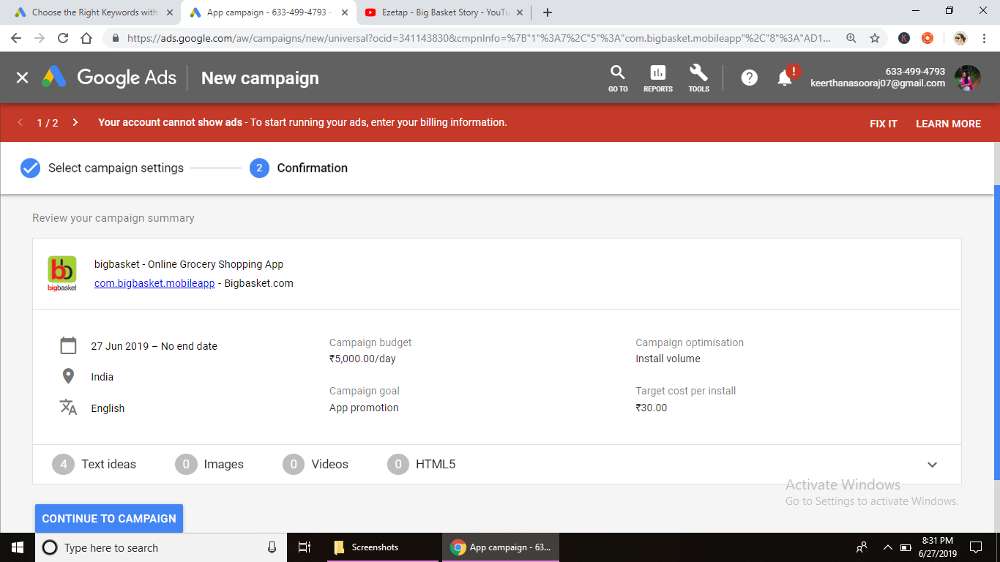 Choose the Right Keywords with
App campaign - 633-499-4793 -
Ezetap - Big Basket Story - YouTu
https://ads.google.com/aw/campaigns/new/universal?ocid=341143830&cmpnInfo=%7B"1"%3A7%2C"5"%3A"com.bigbasket.mobileapp"%2C"8"%3A"AD1...
K
Google Ads
New campaign
GO TO
REPORTS
TOOLS
?
!
633-499-4793
keerthanasooraj07@gmail.com
1 / 2
Your account cannot show ads - To start running your ads, enter your billing information.
FIX IT
LEARN MORE
Select campaign settings
2
Confirmation
Review your campaign summary
bb
bigbasket
bigbasket - Online Grocery Shopping App
com.bigbasket.mobileapp - Bigbasket.com
27 Jun 2019 – No end date
India
English
Campaign budget
₹5,000.00/day
Campaign goal
App promotion
Campaign optimisation
Install volume
Target cost per install
₹30.00
4 Text ideas
0 Images
0 Videos
0 HTML5
Activate Windows
Go to Settings to activate Windows.
CONTINUE TO CAMPAIGN
Type here to search
Screenshots
App campaign - 63...
8:31 PM
6/27/2019